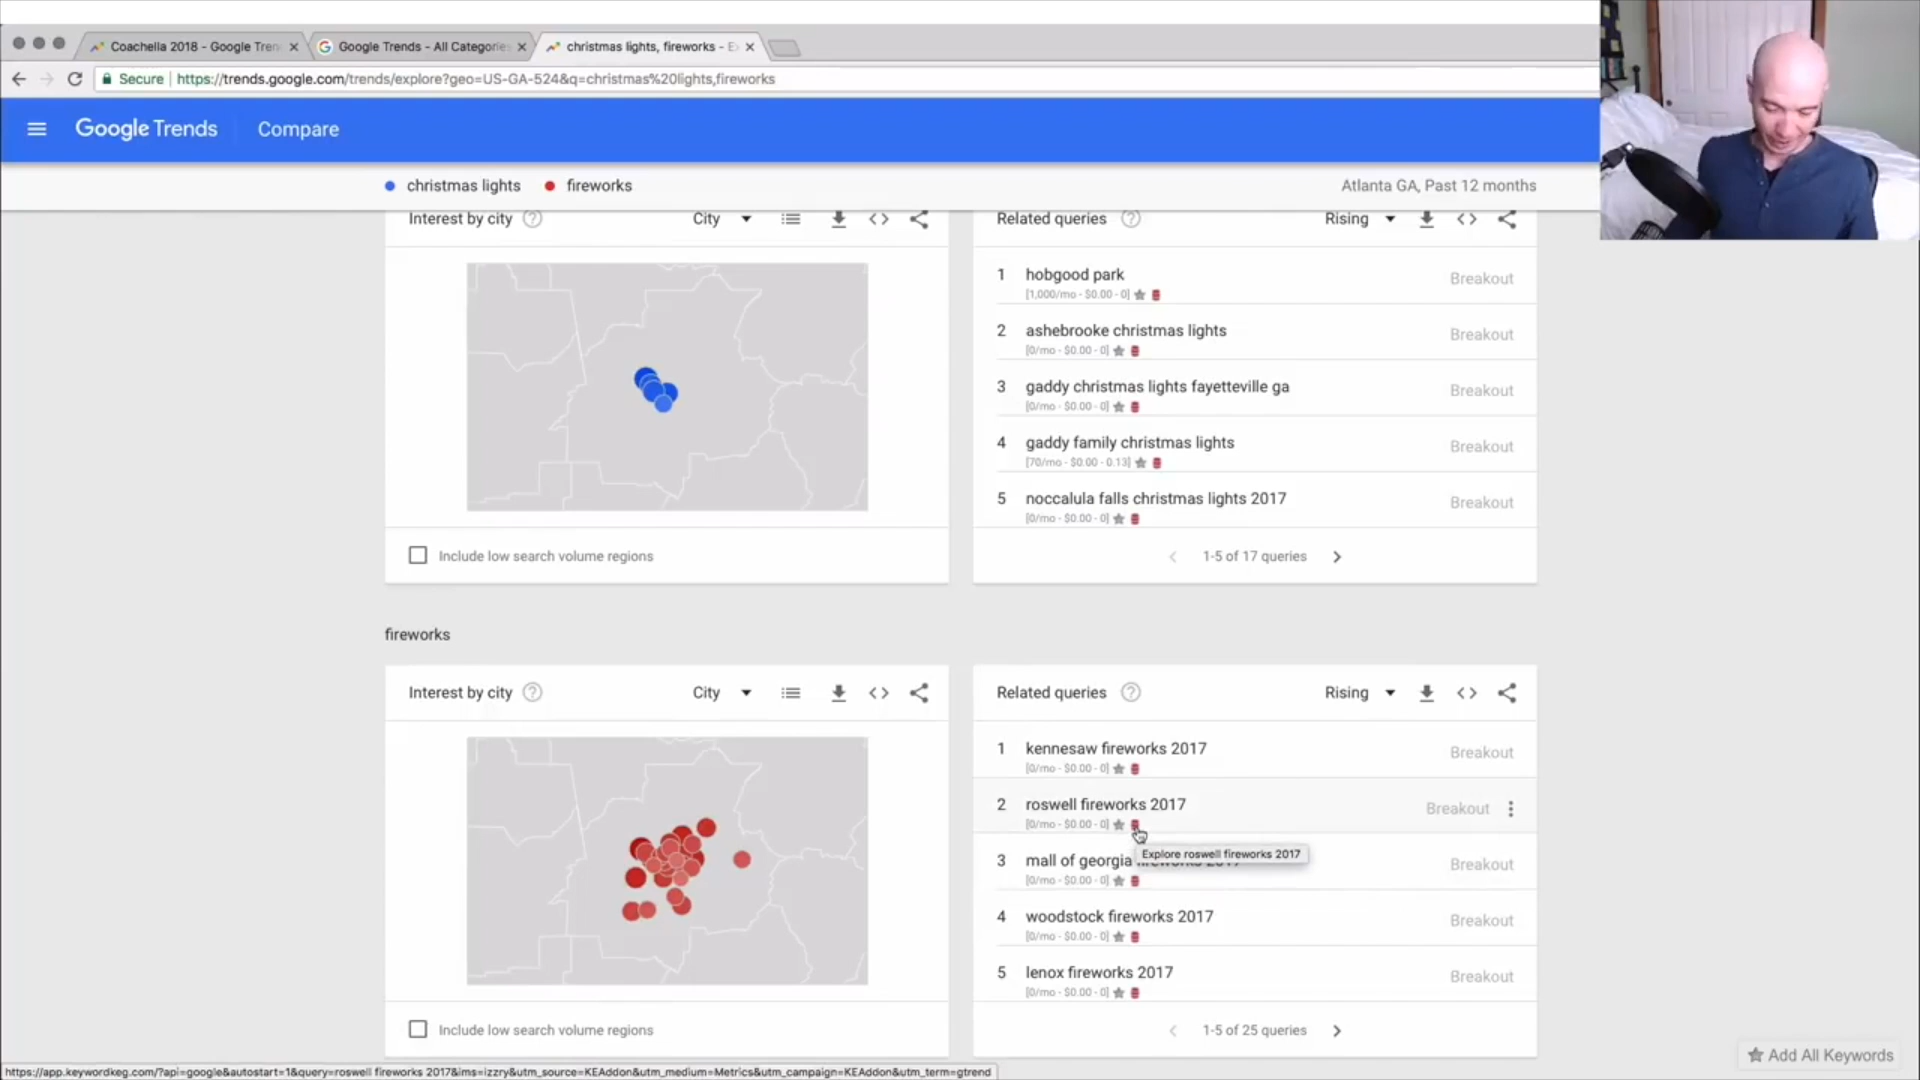 Coachella 2018 - Google Tren
Google Trends - All Categories
christmas lights, fireworks - E
Secure
https://trends.google.com/trends/explore?geo=US-GA-524&q=christmas%20lights,fireworks
Google Trends
Compare
christmas lights
fireworks
Atlanta GA, Past 12 months
Interest by city
City
Related queries
Rising
1 hobgood park Breakout
[1,000/mo - $0.00 - 0]
2 ashebrooke christmas lights Breakout
[0/mo - $0.00 - 0]
3 gaddy christmas lights fayetteville ga Breakout
[0/mo - $0.00 - 0]
4 gaddy family christmas lights Breakout
[70/mo - $0.00 - 0.13]
5 noccalula falls christmas lights 2017 Breakout
[0/mo - $0.00 - 0]
Include low search volume regions
1-5 of 17 queries
fireworks
Interest by city
City
Related queries
Rising
1 kennesaw fireworks 2017 Breakout
[0/mo - $0.00 - 0]
2 roswell fireworks 2017 Breakout
[0/mo - $0.00 - 0]
Explore roswell fireworks 2017
3 mall of georgia fireworks 2017 Breakout
[0/mo - $0.00 - 0]
4 woodstock fireworks 2017 Breakout
[0/mo - $0.00 - 0]
5 lenox fireworks 2017 Breakout
[0/mo - $0.00 - 0]
Include low search volume regions
1-5 of 25 queries
Add All Keywords
https://app.keywordkeg.com/?api=google&autostart=1&query=roswell fireworks 2017&ims=izzry&utm_source=KEAddon&utm_medium=Metrics&utm_campaign=KEAddon&utm_term=gtrend